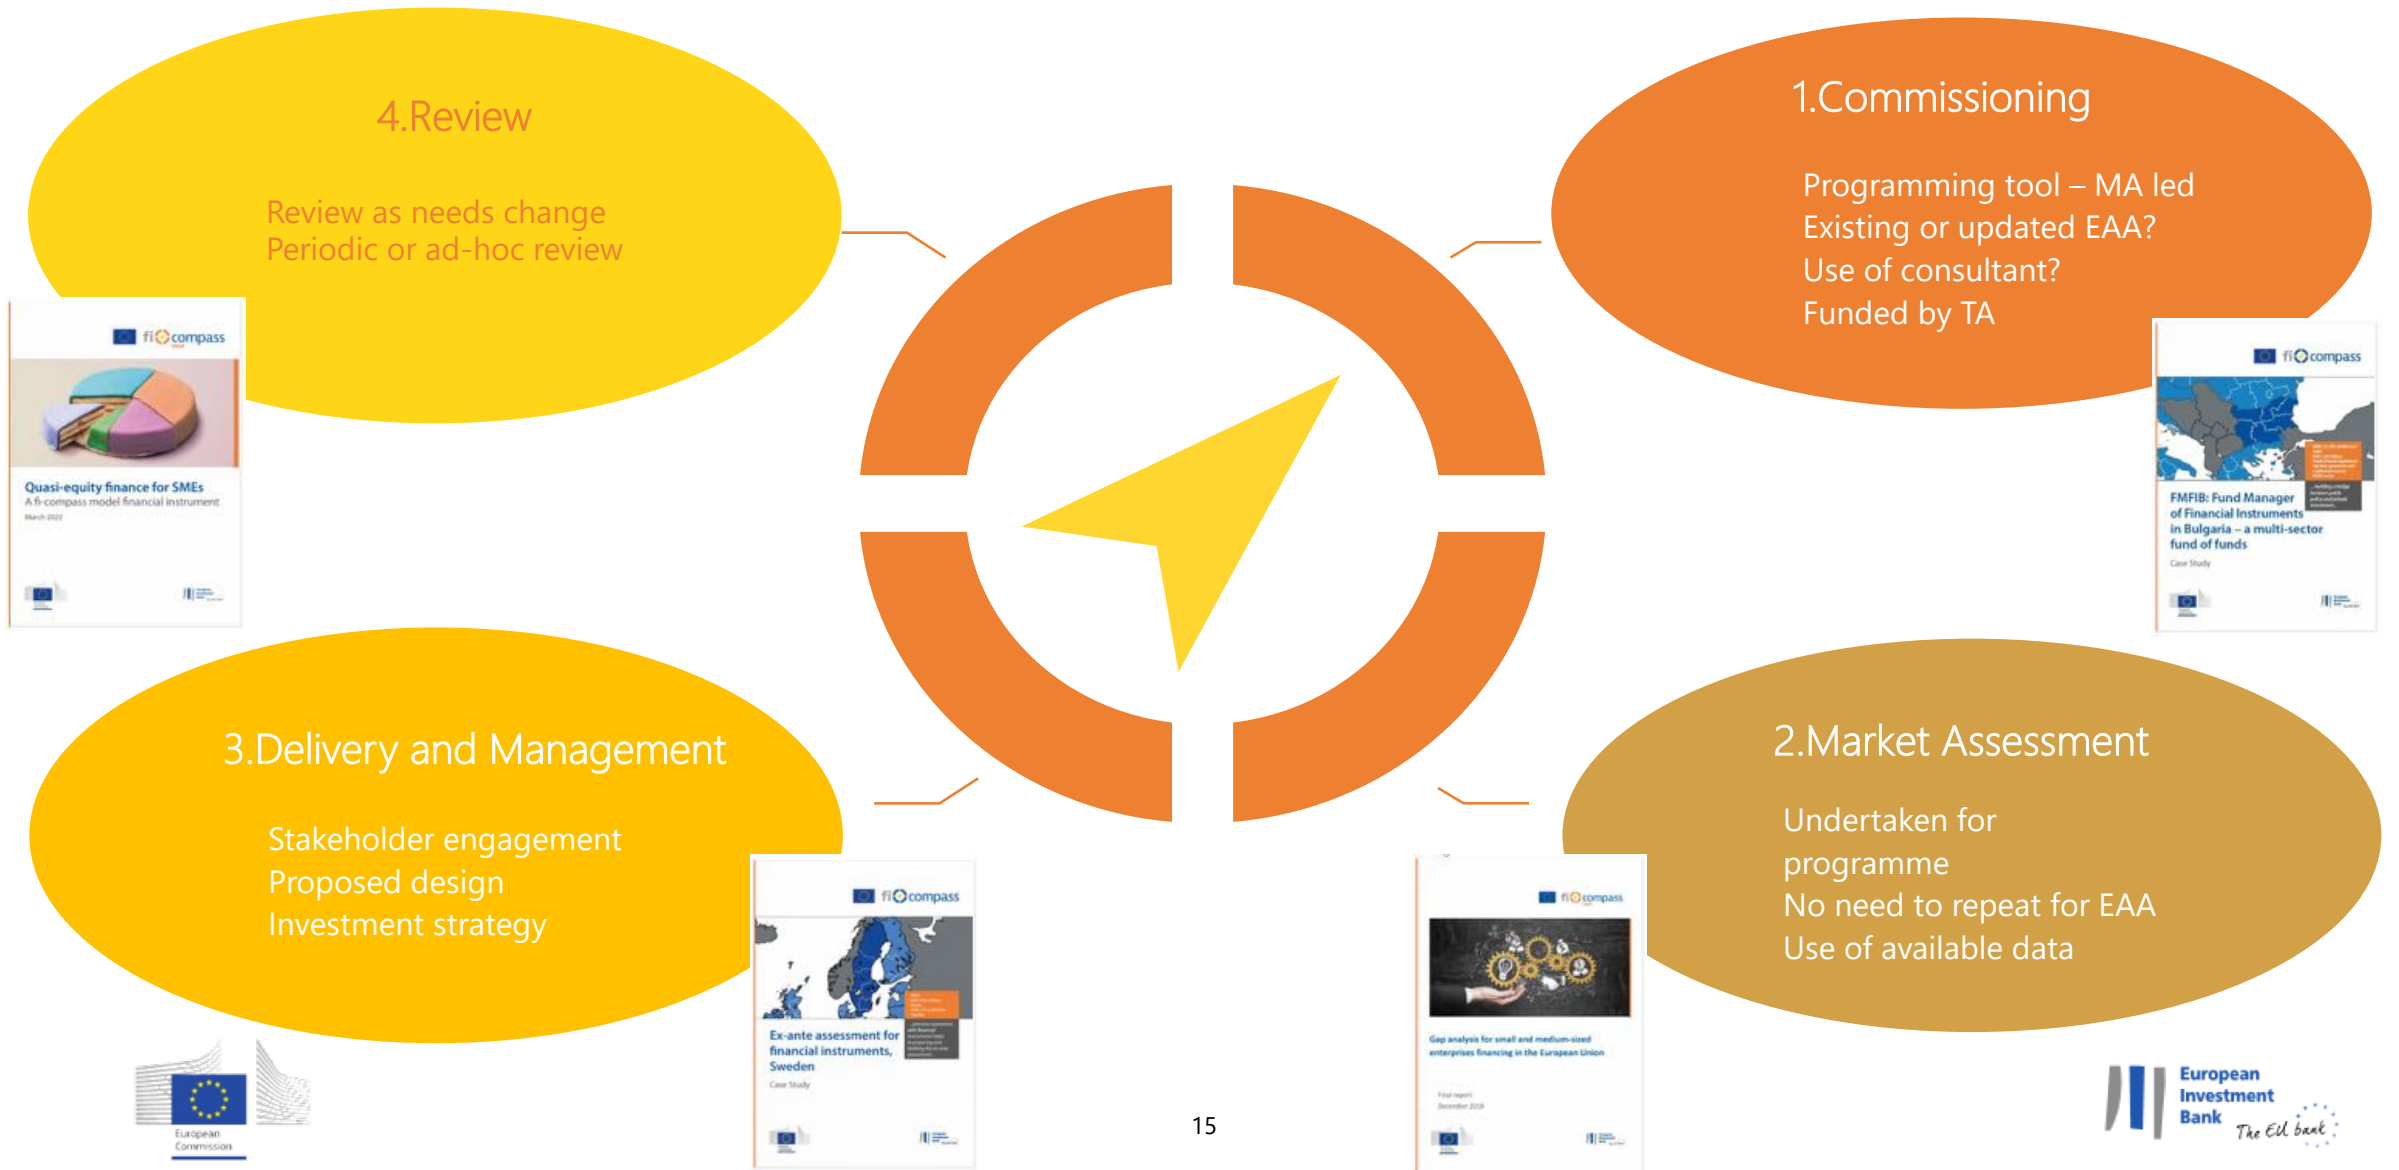 4.Review
Review as needs change
Periodic or ad-hoc review
1.Commissioning
Programming tool – MA led
Existing or updated EAA?
Use of consultant?
Funded by TA
fi compass
Quasi-equity finance for SMEs
A fi-compass model financial instrument
March 2022
fi compass
FMFIB: Fund Manager
of Financial Instruments
in Bulgaria – a multi-sector
fund of funds
Case Study
3.Delivery and Management
Stakeholder engagement
Proposed design
Investment strategy
2.Market Assessment
Undertaken for
programme
No need to repeat for EAA
Use of available data
fi compass
Ex-ante assessment for
financial instruments,
Sweden
Case Study
fi compass
Gap analysis for small and medium-sized
enterprises financing in the European Union
Final report
December 2019
European
Commission
15
European
Investment
Bank
The EU bank